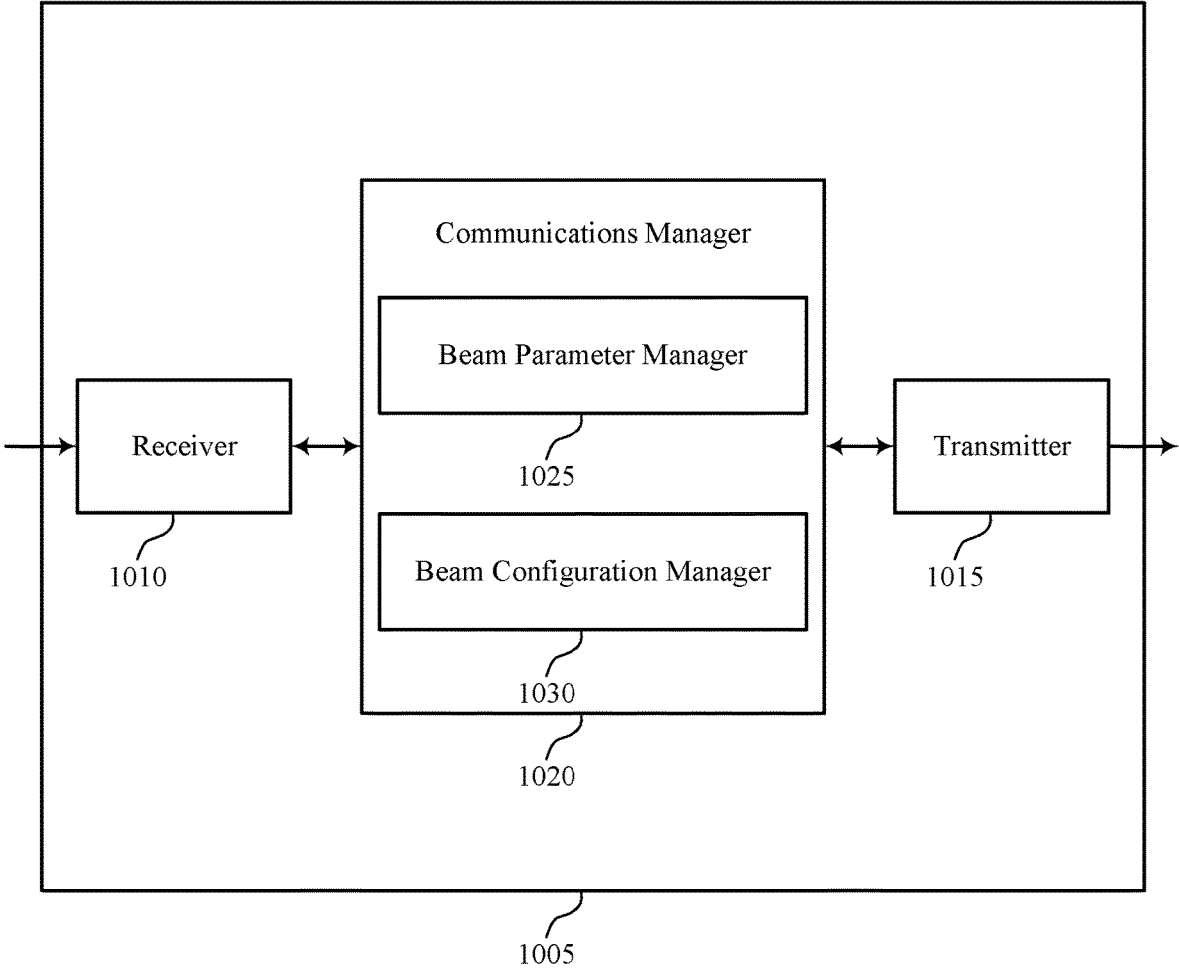 Communications Manager
Beam Parameter Manager
1025
Receiver
1010
Transmitter
1015
Beam Configuration Manager
1030
1020
1005